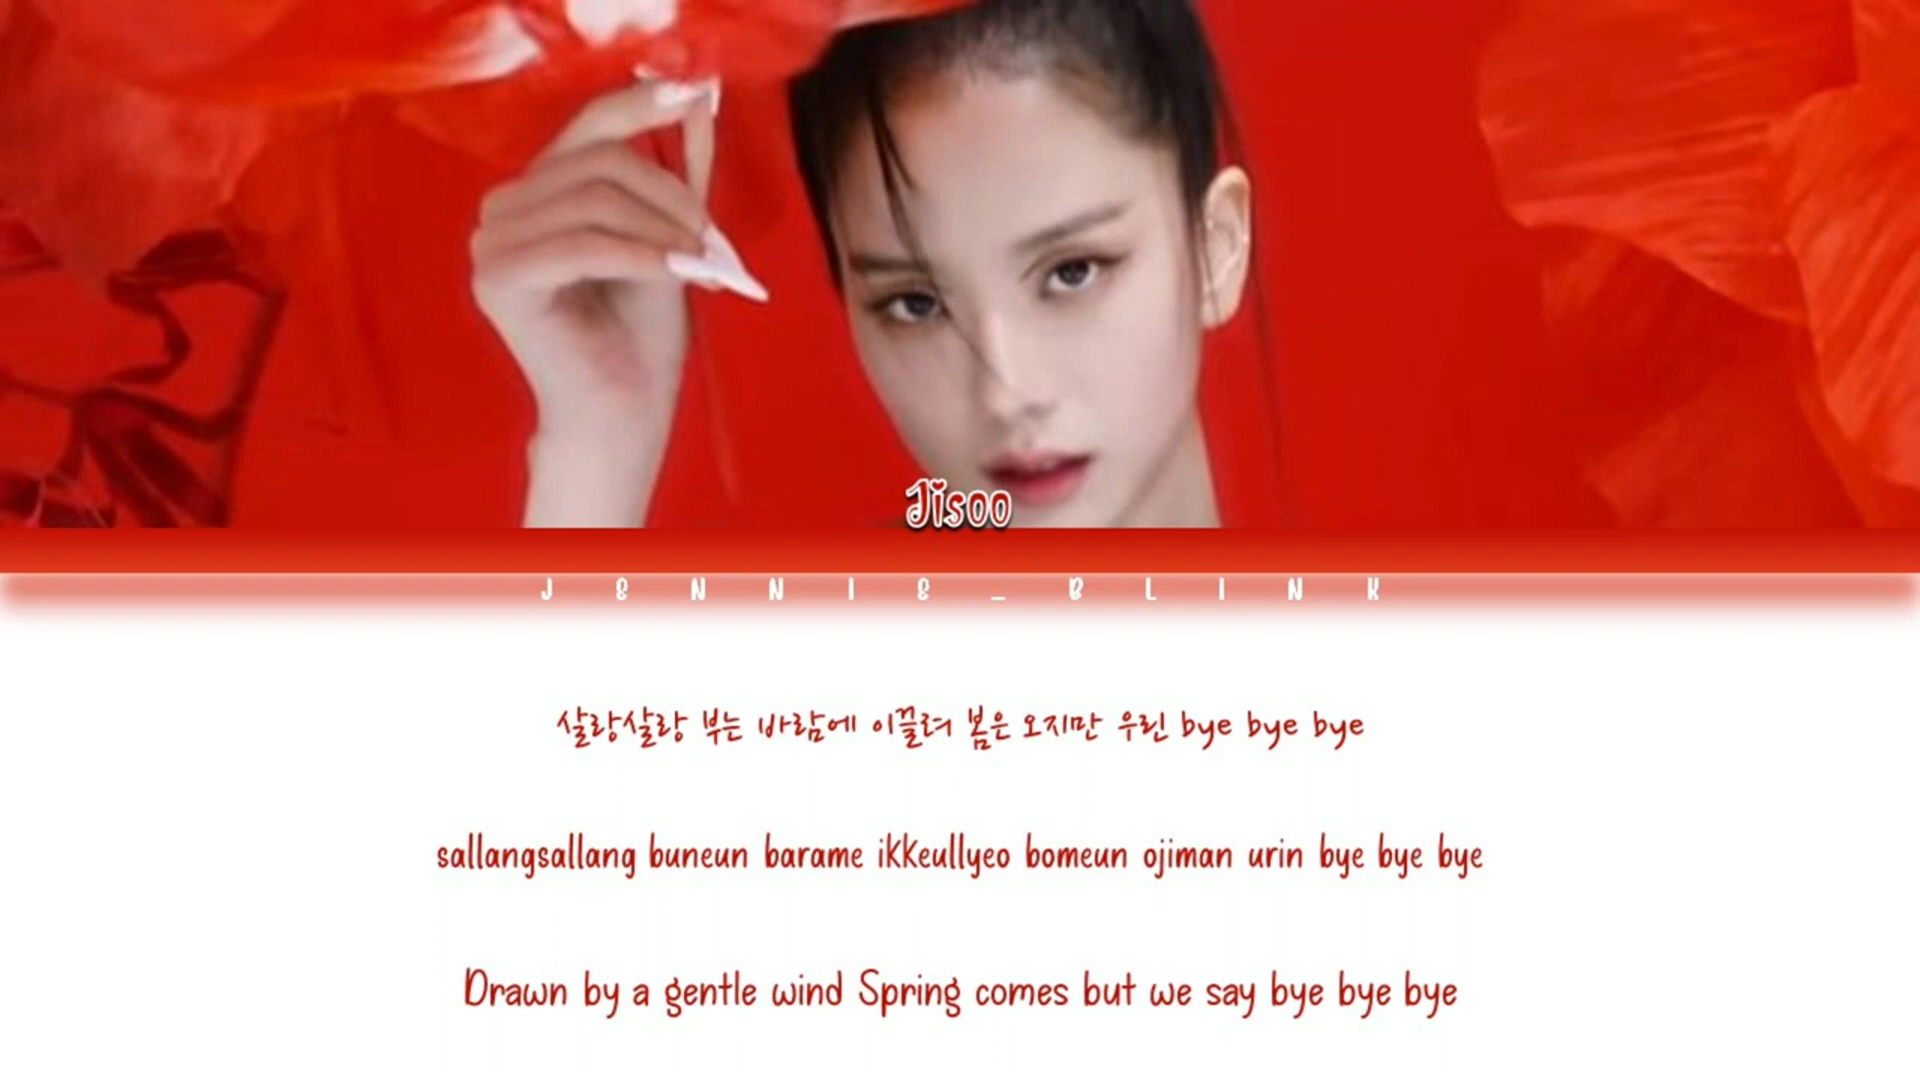 Jisoo
J E N N I E _ B L I N K
살랑살랑 부는 바람에 이끌려 봄은 오지만 우린 bye bye bye
sallangsallang buneun barame ikkeullyeo bomeun ojiman urin bye bye bye
Drawn by a gentle wind Spring comes but we say bye bye bye